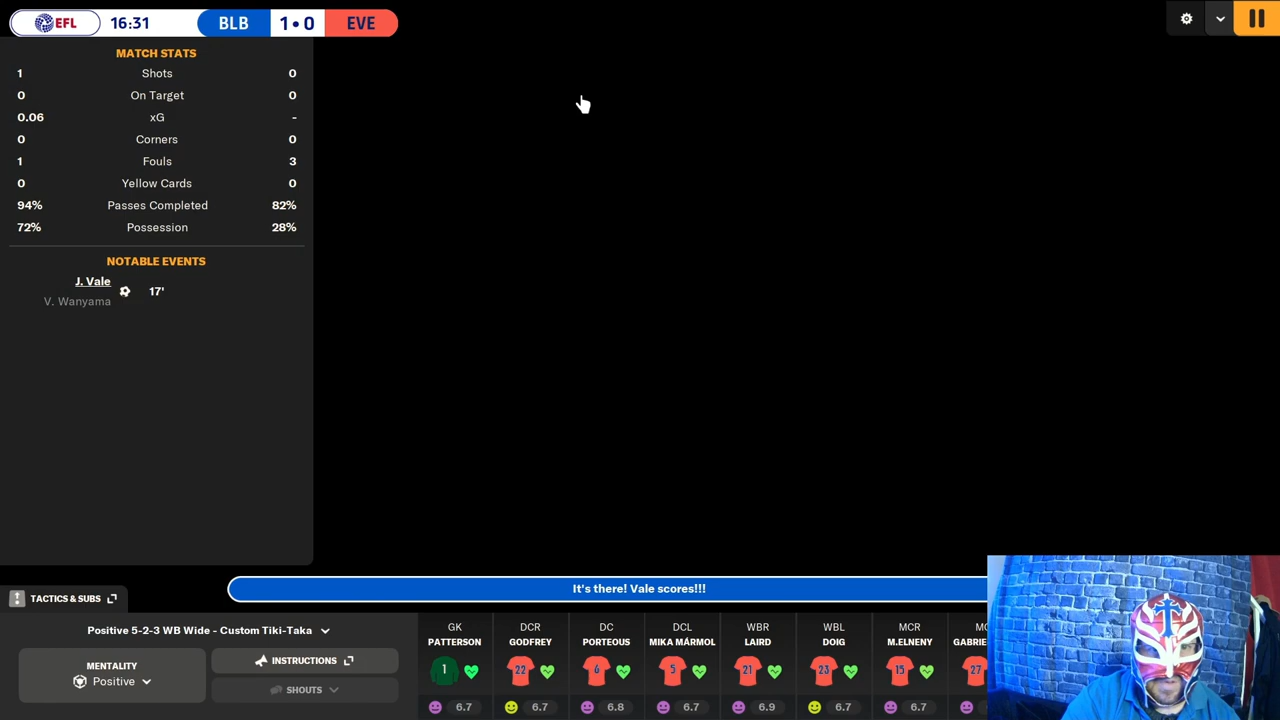 EFL 16:31 BLB 1 • 0 EVE
MATCH STATS
1 Shots 0
0 On Target 0
0.06 xG -
0 Corners 0
1 Fouls 3
0 Yellow Cards 0
94% Passes Completed 82%
72% Possession 28%
NOTABLE EVENTS
J. Vale 17'
V. Wanyama
It's there! Vale scores!!!
TACTICS & SUBS
Positive 5-2-3 WB Wide - Custom Tiki-Taka
MENTALITY
Positive
INSTRUCTIONS
SHOUTS
GK DCR DC DCL WBR WBL MCR
PATTERSON GODFREY PORTEOUS MIKA MÁRMOL LAIRD DOIG M.ELNENY
1 22 6 5 21 23 15 27
6.7 6.7 6.8 6.7 6.9 6.7 6.7